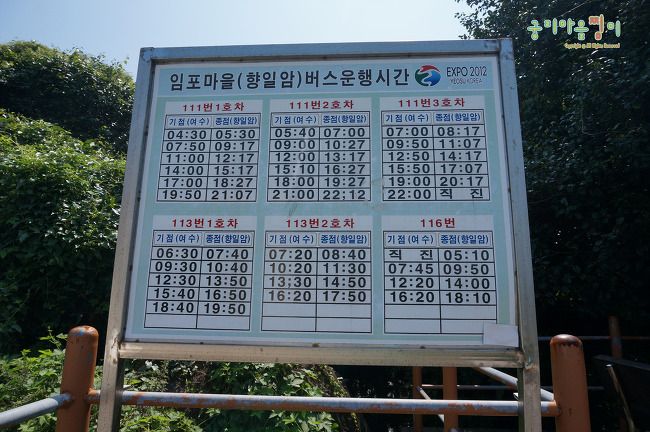 궁미마을찡이
Copyright @ All Rights Reserved
임포마을(향일암)버스운행시간 EXPO 2012
YEOSU KOREA
111번1호차
기점(여수) 종점(향일암)
04:30 05:30
07:50 09:17
11:00 12:17
14:00 15:17
17:00 18:27
19:50 21:07
111번2호차
기점(여수) 종점(향일암)
05:40 07:00
09:00 10:27
12:00 13:17
15:10 16:27
18:00 19:27
21:00 22;12
111번3호차
기점(여수) 종점(향일암)
07:00 08:17
09:50 11:07
12:50 14:17
15:50 17:07
19:00 20:17
22:00 직 진
113번1호차
기점(여수) 종점(향일암)
06:30 07:40
09:30 10:40
12:30 13:50
15:40 16:50
18:40 19:50
113번2호차
기점(여수) 종점(향일암)
07:20 08:40
10:20 11:30
13;30 14:50
16:20 17:50
116번
기점(여수) 종점(향일암)
직 진 05:10
07:45 09:50
12:20 14:00
16:20 18:10